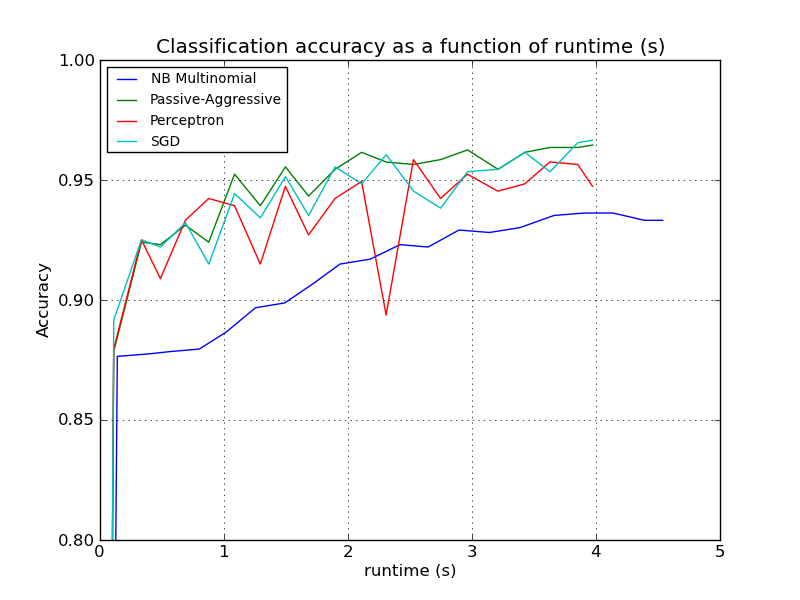 Classification accuracy as a function of runtime (s)
NB Multinomial
Passive-Aggressive
Perceptron
SGD
1.00
0.95
0.90
0.85
0.80
Accuracy
0 1 2 3 4 5
runtime (s)